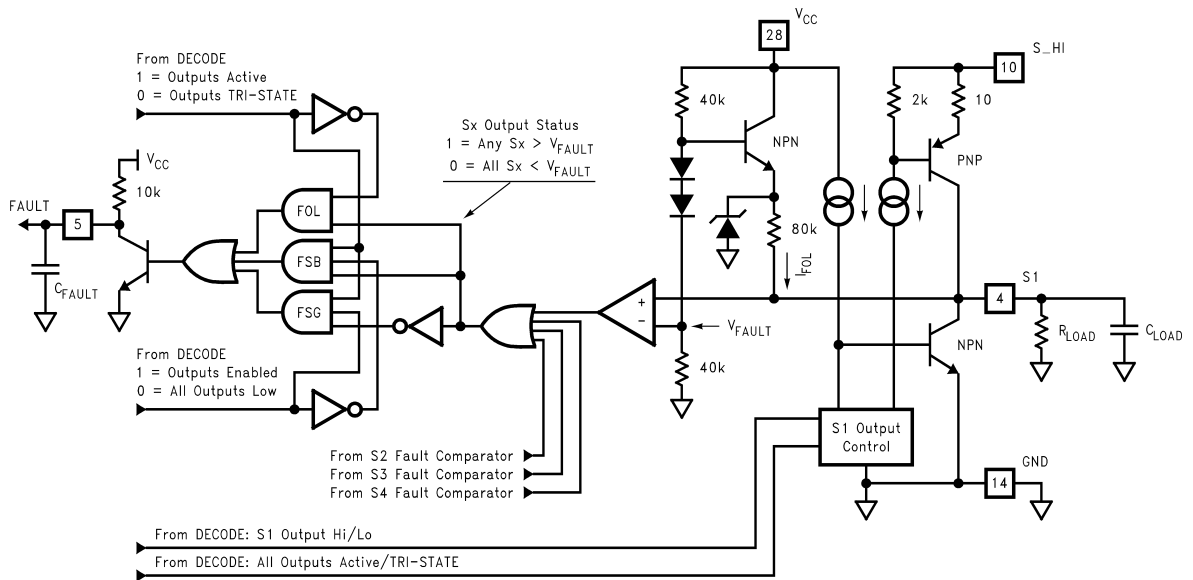 From DECODE
1 = Outputs Active
0 = Outputs TRI-STATE
VCC
10k
FAULT
5
CFAULT
From DECODE
1 = Outputs Enabled
0 = All Outputs Low
FOL
FSB
FSG
Sx Output Status
1 = Any Sx > VFAULT
0 = All Sx < VFAULT
From S2 Fault Comparator
From S3 Fault Comparator
From S4 Fault Comparator
From DECODE: S1 Output Hi/Lo
From DECODE: All Outputs Active/TRI-STATE
VCC
28
40k
NPN
80k
IFOL
+
−
VFAULT
40k
S_HI
10
2k
10
PNP
S1
4
NPN
RLOAD
CLOAD
S1 Output
Control
GND
14